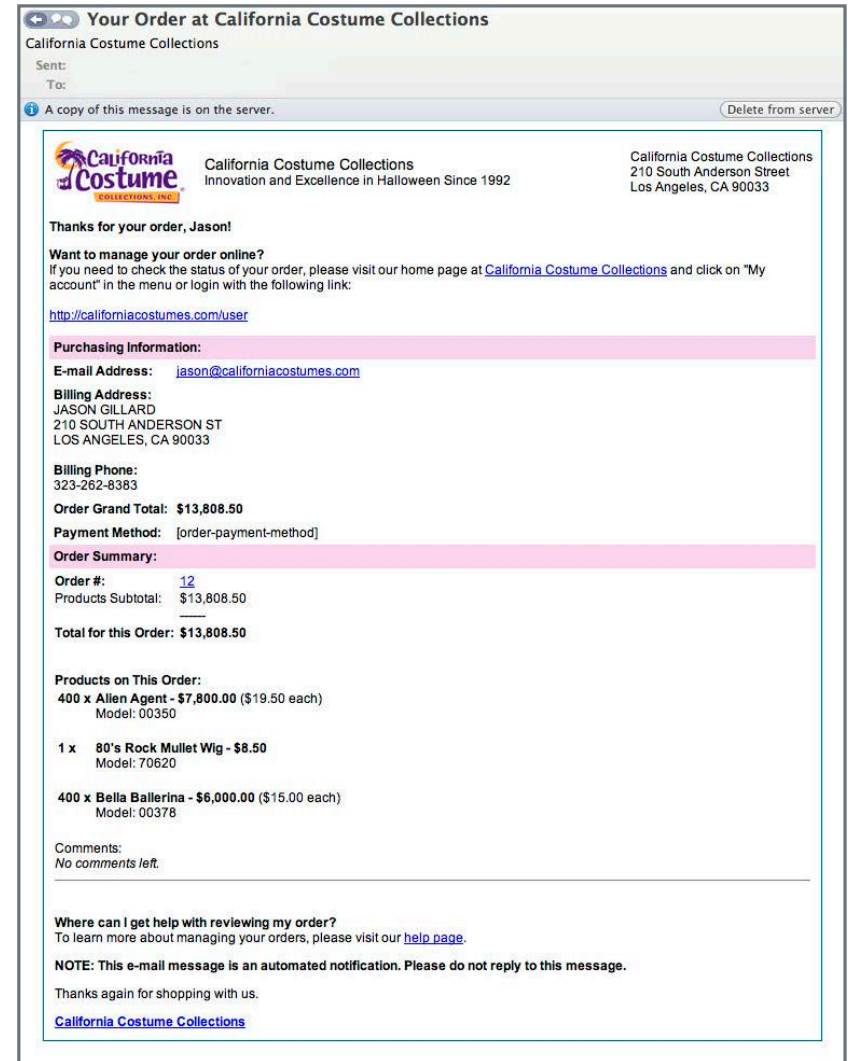 Your Order at California Costume Collections
California Costume Collections
Sent:
To:
A copy of this message is on the server.
Delete from server
California
Costume
COLLECTIONS, INC.
California Costume Collections
Innovation and Excellence in Halloween Since 1992
California Costume Collections
210 South Anderson Street
Los Angeles, CA 90033
Thanks for your order, Jason!
Want to manage your order online?
If you need to check the status of your order, please visit our home page at California Costume Collections and click on "My
account" in the menu or login with the following link:
http://californiacostumes.com/user
Purchasing Information:
E-mail Address: jason@californiacostumes.com
Billing Address:
JASON GILLARD
210 SOUTH ANDERSON ST
LOS ANGELES, CA 90033
Billing Phone:
323-262-8383
Order Grand Total: $13,808.50
Payment Method: [order-payment-method]
Order Summary:
Order #: 12
Products Subtotal: $13,808.50
------
Total for this Order: $13,808.50
Products on This Order:
400 x Alien Agent - $7,800.00 ($19.50 each)
Model: 00350
1 x 80's Rock Mullet Wig - $8.50
Model: 70620
400 x Bella Ballerina - $6,000.00 ($15.00 each)
Model: 00378
Comments:
No comments left.
Where can I get help with reviewing my order?
To learn more about managing your orders, please visit our help page.
NOTE: This e-mail message is an automated notification. Please do not reply to this message.
Thanks again for shopping with us.
California Costume Collections